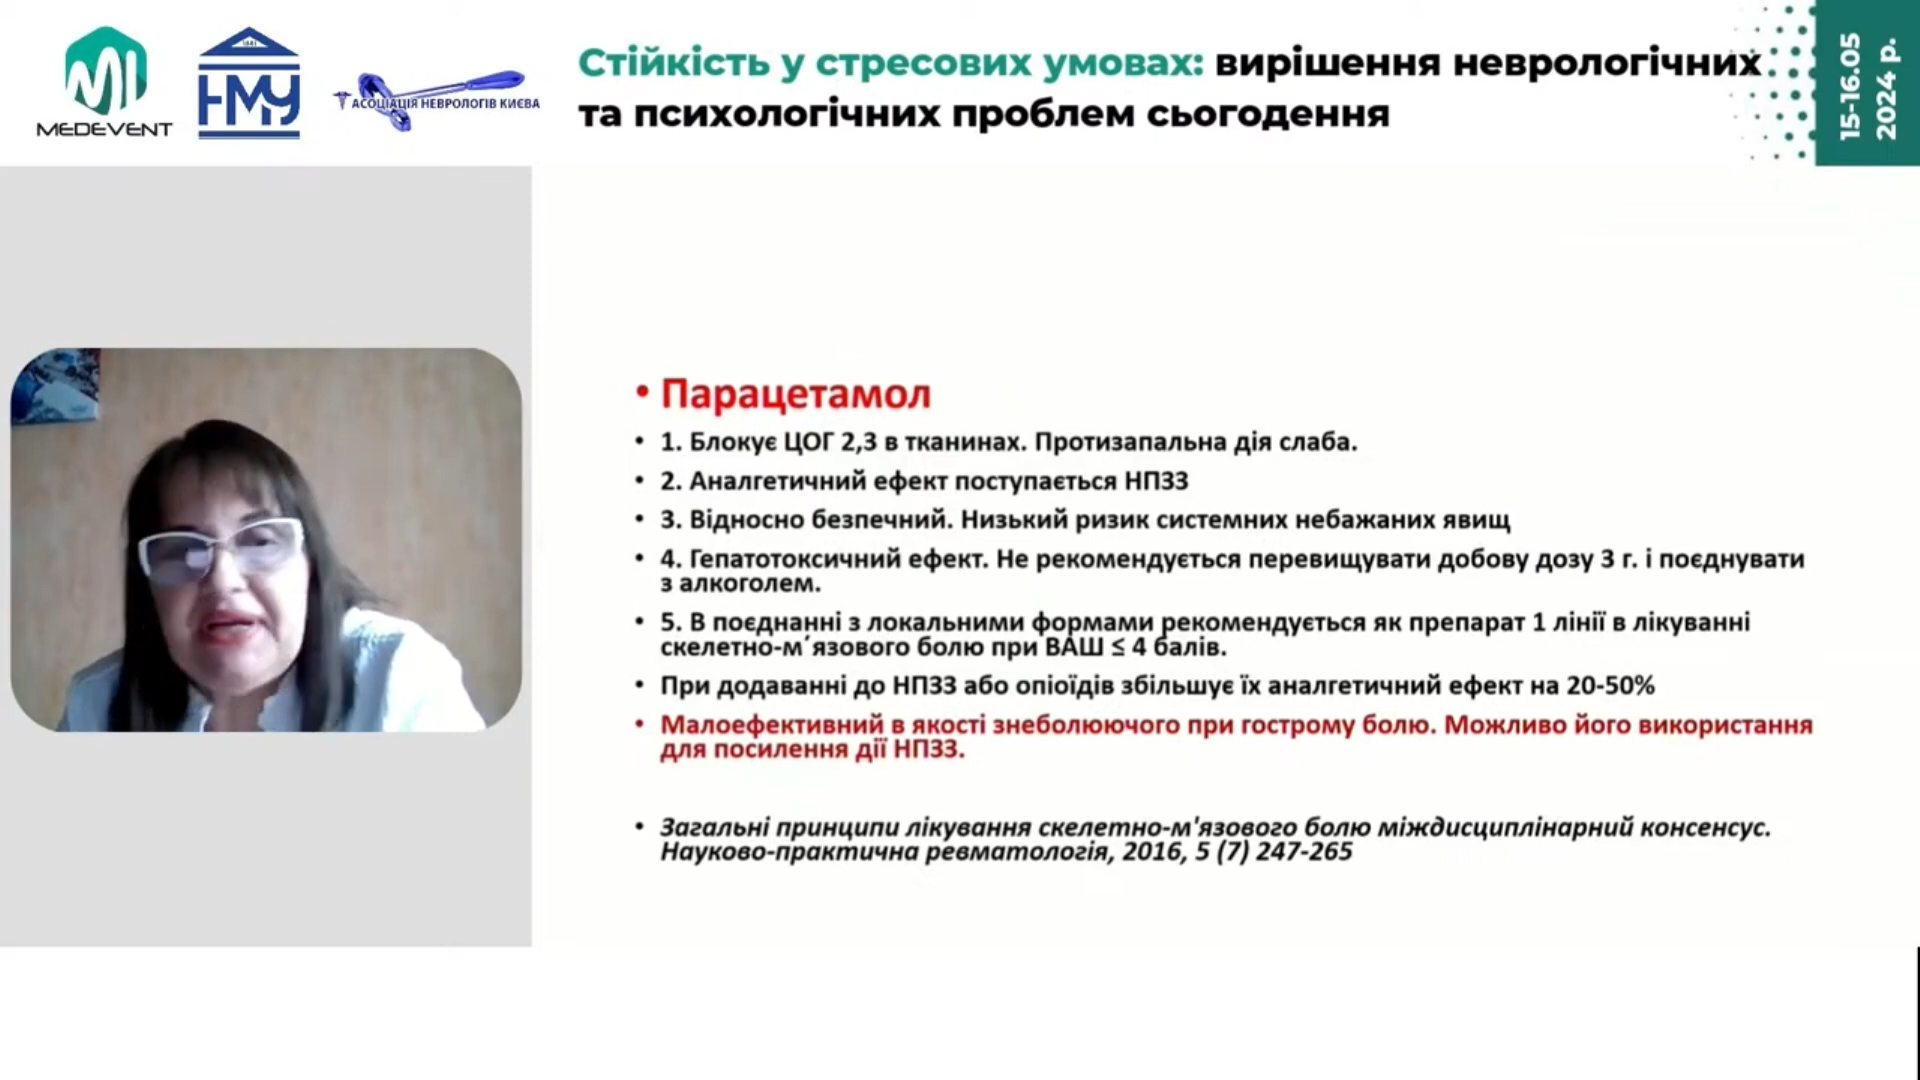 MEDEVENT
1841
НМУ
АСОЦІАЦІЯ НЕВРОЛОГІВ КИЄВА
Стійкість у стресових умовах: вирішення неврологічних
та психологічних проблем сьогодення
15-16.05
2024 р.
• Парацетамол
• 1. Блокує ЦОГ 2,3 в тканинах. Протизапальна дія слаба.
• 2. Аналгетичний ефект поступається НПЗЗ
• 3. Відносно безпечний. Низький ризик системних небажаних явищ
• 4. Гепатотоксичний ефект. Не рекомендується перевищувати добову дозу 3 г. і поєднувати
з алкоголем.
• 5. В поєднанні з локальними формами рекомендується як препарат 1 лінії в лікуванні
скелетно-м´язового болю при ВАШ ≤ 4 балів.
• При додаванні до НПЗЗ або опіоїдів збільшує їх аналгетичний ефект на 20-50%
• Малоефективний в якості знеболюючого при гострому болю. Можливо його використання
для посилення дії НПЗЗ.
• Загальні принципи лікування скелетно-м'язового болю міждисциплінарний консенсус.
Науково-практична ревматологія, 2016, 5 (7) 247-265